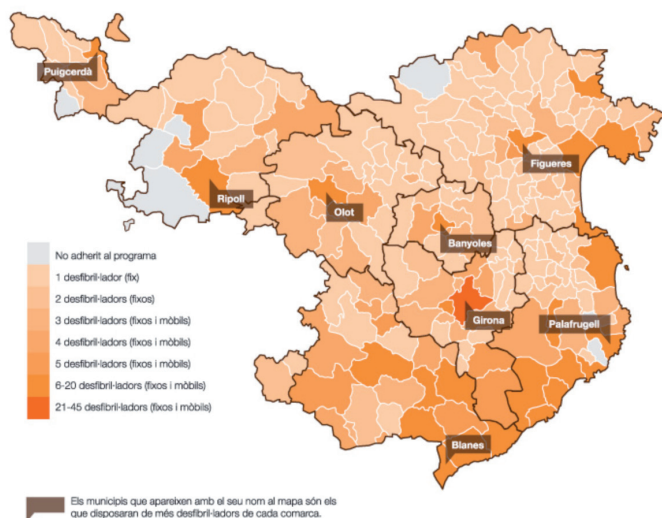 Puigcerdà
Figueres
Ripoll
Olot
Banyoles
Girona
Palafrugell
Blanes
No adherit al programa
1 desfibril·lador (fix)
2 desfibril·ladors (fixos)
3 desfibril·ladors (fixos i mòbils)
4 desfibril·ladors (fixos i mòbils)
5 desfibril·ladors (fixos i mòbils)
6-20 desfibril·ladors (fixos i mòbils)
21-45 desfibril·ladors (fixos i mòbils)
Els municipis que apareixen amb el seu nom al mapa són els
que disposaran de més desfibril·ladors de cada comarca.